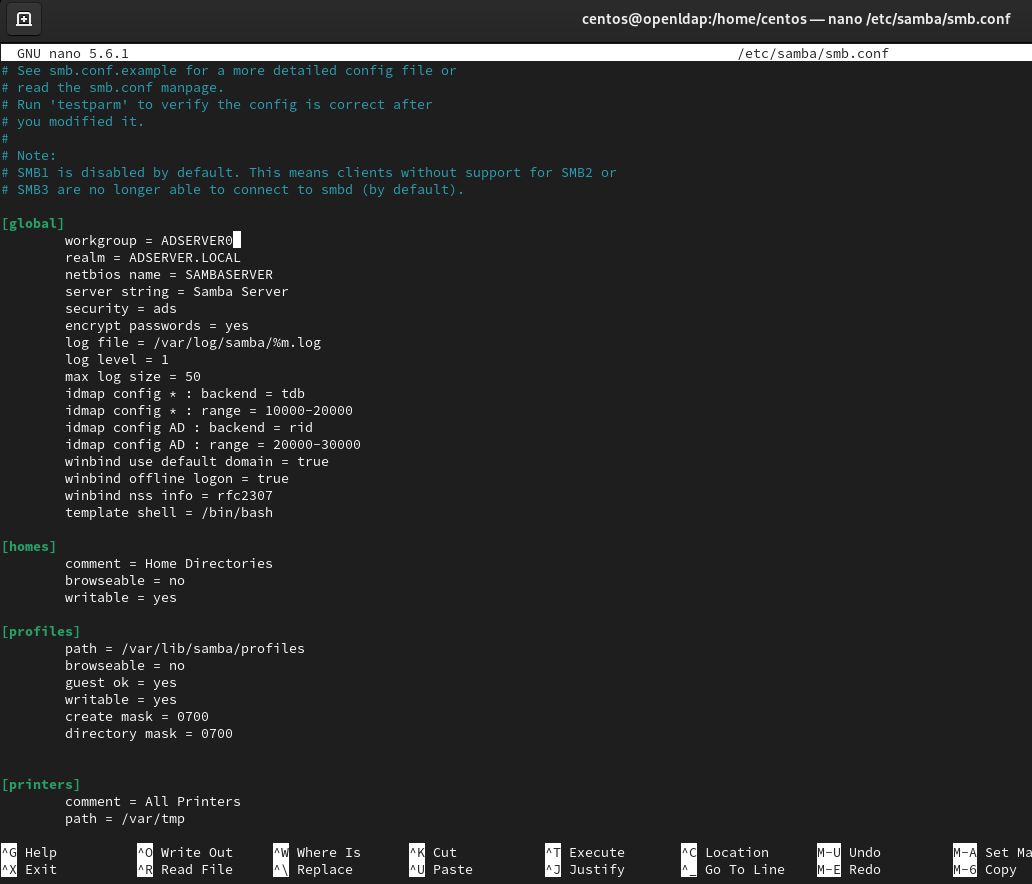 centos@openldap:/home/centos — nano /etc/samba/smb.conf
GNU nano 5.6.1 /etc/samba/smb.conf
# See smb.conf.example for a more detailed config file or
# read the smb.conf manpage.
# Run 'testparm' to verify the config is correct after
# you modified it.
#
# Note:
# SMB1 is disabled by default. This means clients without support for SMB2 or
# SMB3 are no longer able to connect to smbd (by default).
[global]
workgroup = ADSERVER0
realm = ADSERVER.LOCAL
netbios name = SAMBASERVER
server string = Samba Server
security = ads
encrypt passwords = yes
log file = /var/log/samba/%m.log
log level = 1
max log size = 50
idmap config * : backend = tdb
idmap config * : range = 10000-20000
idmap config AD : backend = rid
idmap config AD : range = 20000-30000
winbind use default domain = true
winbind offline logon = true
winbind nss info = rfc2307
template shell = /bin/bash
[homes]
comment = Home Directories
browseable = no
writable = yes
[profiles]
path = /var/lib/samba/profiles
browseable = no
guest ok = yes
writable = yes
create mask = 0700
directory mask = 0700
[printers]
comment = All Printers
path = /var/tmp
^G Help ^O Write Out ^W Where Is ^K Cut ^T Execute ^C Location M-U Undo M-A Set Ma
^X Exit ^R Read File ^\ Replace ^U Paste ^J Justify ^_ Go To Line M-E Redo M-6 Copy